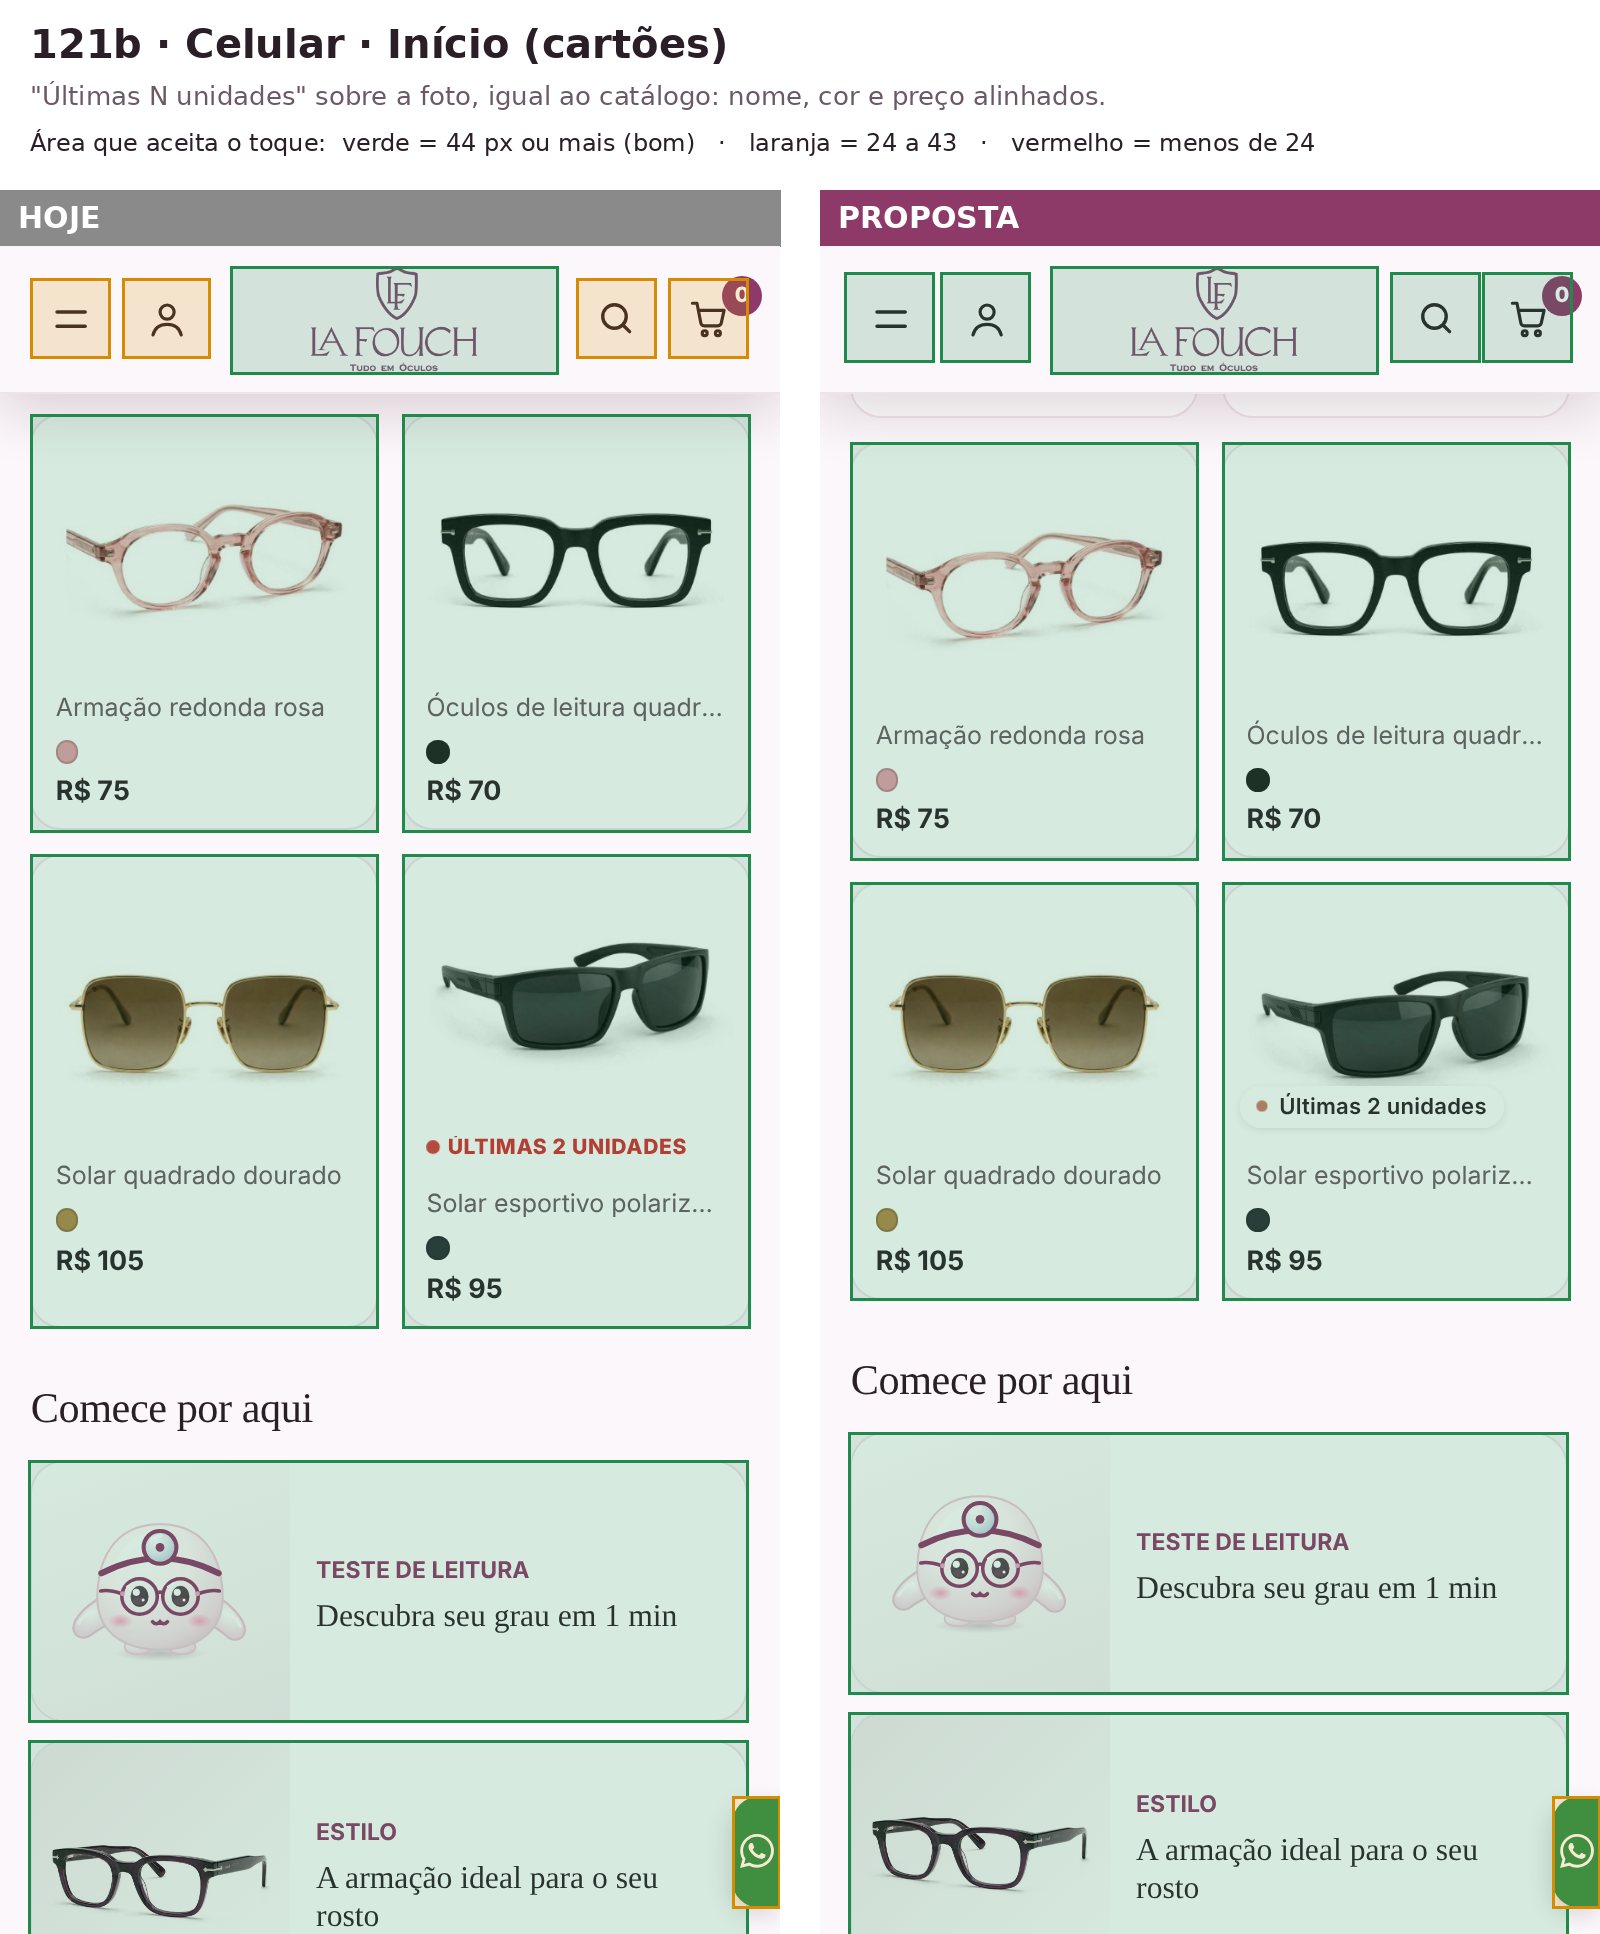 121b · Celular · Início (cartões)
"Últimas N unidades" sobre a foto, igual ao catálogo: nome, cor e preço alinhados.
Área que aceita o toque: verde = 44 px ou mais (bom) · laranja = 24 a 43 · vermelho = menos de 24
HOJE
LF
0
LA FOUCH
TUDO EM ÓCULOS
Armação redonda rosa
R$ 75
Óculos de leitura quadr...
R$ 70
Solar quadrado dourado
R$ 105
ÚLTIMAS 2 UNIDADES
Solar esportivo polariz...
R$ 95
Comece por aqui
TESTE DE LEITURA
Descubra seu grau em 1 min
ESTILO
A armação ideal para o seu
rosto
PROPOSTA
LF
0
LA FOUCH
TUDO EM ÓCULOS
Armação redonda rosa
R$ 75
Óculos de leitura quadr...
R$ 70
Solar quadrado dourado
R$ 105
Últimas 2 unidades
Solar esportivo polariz...
R$ 95
Comece por aqui
TESTE DE LEITURA
Descubra seu grau em 1 min
ESTILO
A armação ideal para o seu
rosto